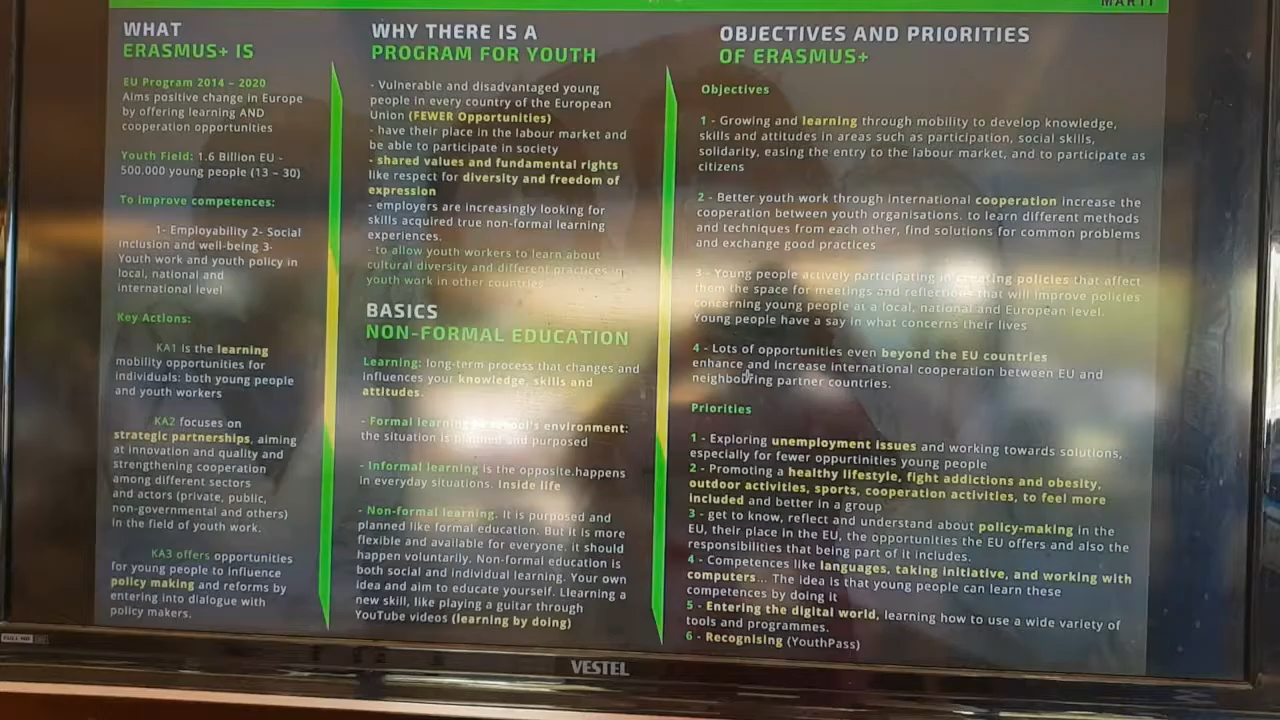 MARTI
WHAT
ERASMUS+ IS
EU Program 2014 – 2020
Aims positive change in Europe
by offering learning AND
cooperation opportunities
Youth Field: 1.6 Billion EU -
500.000 young people (13 – 30)
To improve competences:
1- Employability 2- Social
inclusion and well-being 3-
Youth work and youth policy in
local, national and
international level
Key Actions:
KA1 is the learning
mobility opportunities for
individuals: both young people
and youth workers
KA2 focuses on
strategic partnerships, aiming
at innovation and quality and
strengthening cooperation
among different sectors
and actors (private, public,
non-governmental and others)
in the field of youth work.
KA3 offers opportunities
for young people to influence
policy making and reforms by
entering into dialogue with
policy makers.
WHY THERE IS A
PROGRAM FOR YOUTH
- Vulnerable and disadvantaged young
people in every country of the European
Union (FEWER Opportunities)
- have their place in the labour market and
be able to participate in society
- shared values and fundamental rights
like respect for diversity and freedom of
expression
- employers are increasingly looking for
skills acquired true non-formal learning
experiences.
- to allow youth workers to learn about
cultural diversity and different practices in
youth work in other countries
BASICS
NON-FORMAL EDUCATION
Learning: long-term process that changes and
influences your knowledge, skills and
attitudes.
- Formal learning school's environment:
the situation is planned and purposed
- Informal learning is the opposite.happens
in everyday situations. Inside life
- Non-formal learning. It is purposed and
planned like formal education. But it is more
flexible and available for everyone. it should
happen voluntarily. Non-formal education is
both social and individual learning. Your own
idea and aim to educate yourself. Llearning a
new skill, like playing a guitar through
YouTube videos (learning by doing)
OBJECTIVES AND PRIORITIES
OF ERASMUS+
Objectives
1 - Growing and learning through mobility to develop knowledge,
skills and attitudes in areas such as participation, social skills,
solidarity, easing the entry to the labour market, and to participate as
citizens
2 - Better youth work through international cooperation increase the
cooperation between youth organisations. to learn different methods
and techniques from each other, find solutions for common problems
and exchange good practices
3 - Young people actively participating in creating policies that affect
them the space for meetings and reflections that will improve policies
concerning young people at a local, national and European level.
Young people have a say in what concerns their lives
4 - Lots of opportunities even beyond the EU countries
enhance and increase international cooperation between EU and
neighbouring partner countries.
Priorities
1 - Exploring unemployment issues and working towards solutions,
especially for fewer oppurtinities young people
2 - Promoting a healthy lifestyle, fight addictions and obesity,
outdoor activities, sports, cooperation activities, to feel more
included and better in a group
3 - get to know, reflect and understand about policy-making in the
EU, their place in the EU, the opportunities the EU offers and also the
responsibilities that being part of it includes.
4 - Competences like languages, taking initiative, and working with
computers... The idea is that young people can learn these
competences by doing it
5 - Entering the digital world, learning how to use a wide variety of
tools and programmes.
6 - Recognising (YouthPass)
VESTEL